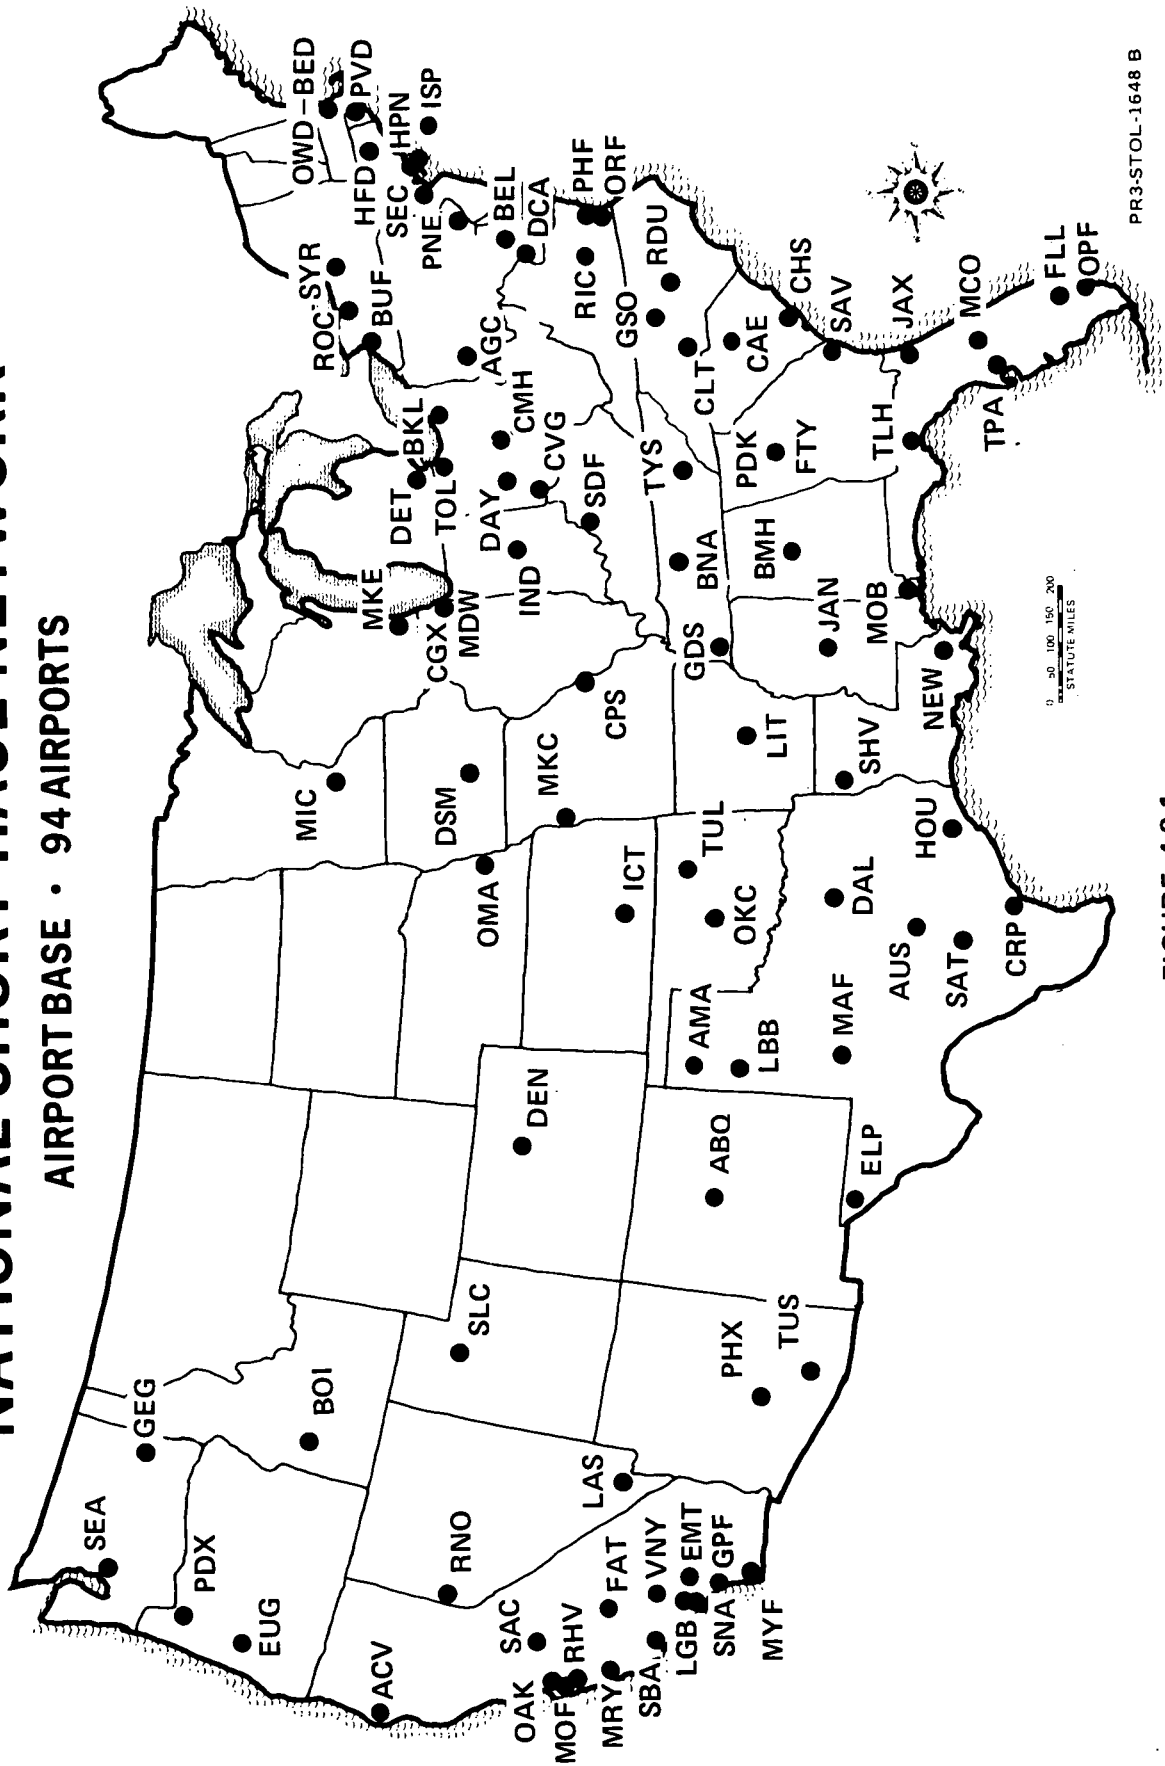 AIRPORT BASE • 94 AIRPORTS
SEA
GEG
PDX
EUG
BOI
ACV
RNO
SLC
SAC
OAK
MOF
RHV
MRY
FAT
LAS
SBA
VNY
LGB
EMT
SNA
GPF
MYF
PHX
TUS
DEN
ABQ
ELP
AMA
LBB
MAF
OMA
ICT
OKC
TUL
DAL
AUS
SAT
CRP
HOU
MIC
DSM
MKC
CPS
LIT
SHV
NEW
MKE
CGX
MDW
IND
DET
TOL
BKL
DAY
CMH
CVG
SDF
GDS
BNA
TYS
JAN
BMH
MOB
PDK
FTY
TLH
ROC
SYR
BUF
AGC
OWD-BED
PVD
HFD
HPN
SEC
ISP
PNE
BEL
DCA
RIC
PHF
ORF
GSO
RDU
CLT
CAE
CHS
SAV
JAX
MCO
TPA
FLL
OPF
0 50 100 150 200
STATUTE MILES
PR3-STOL-1648 B